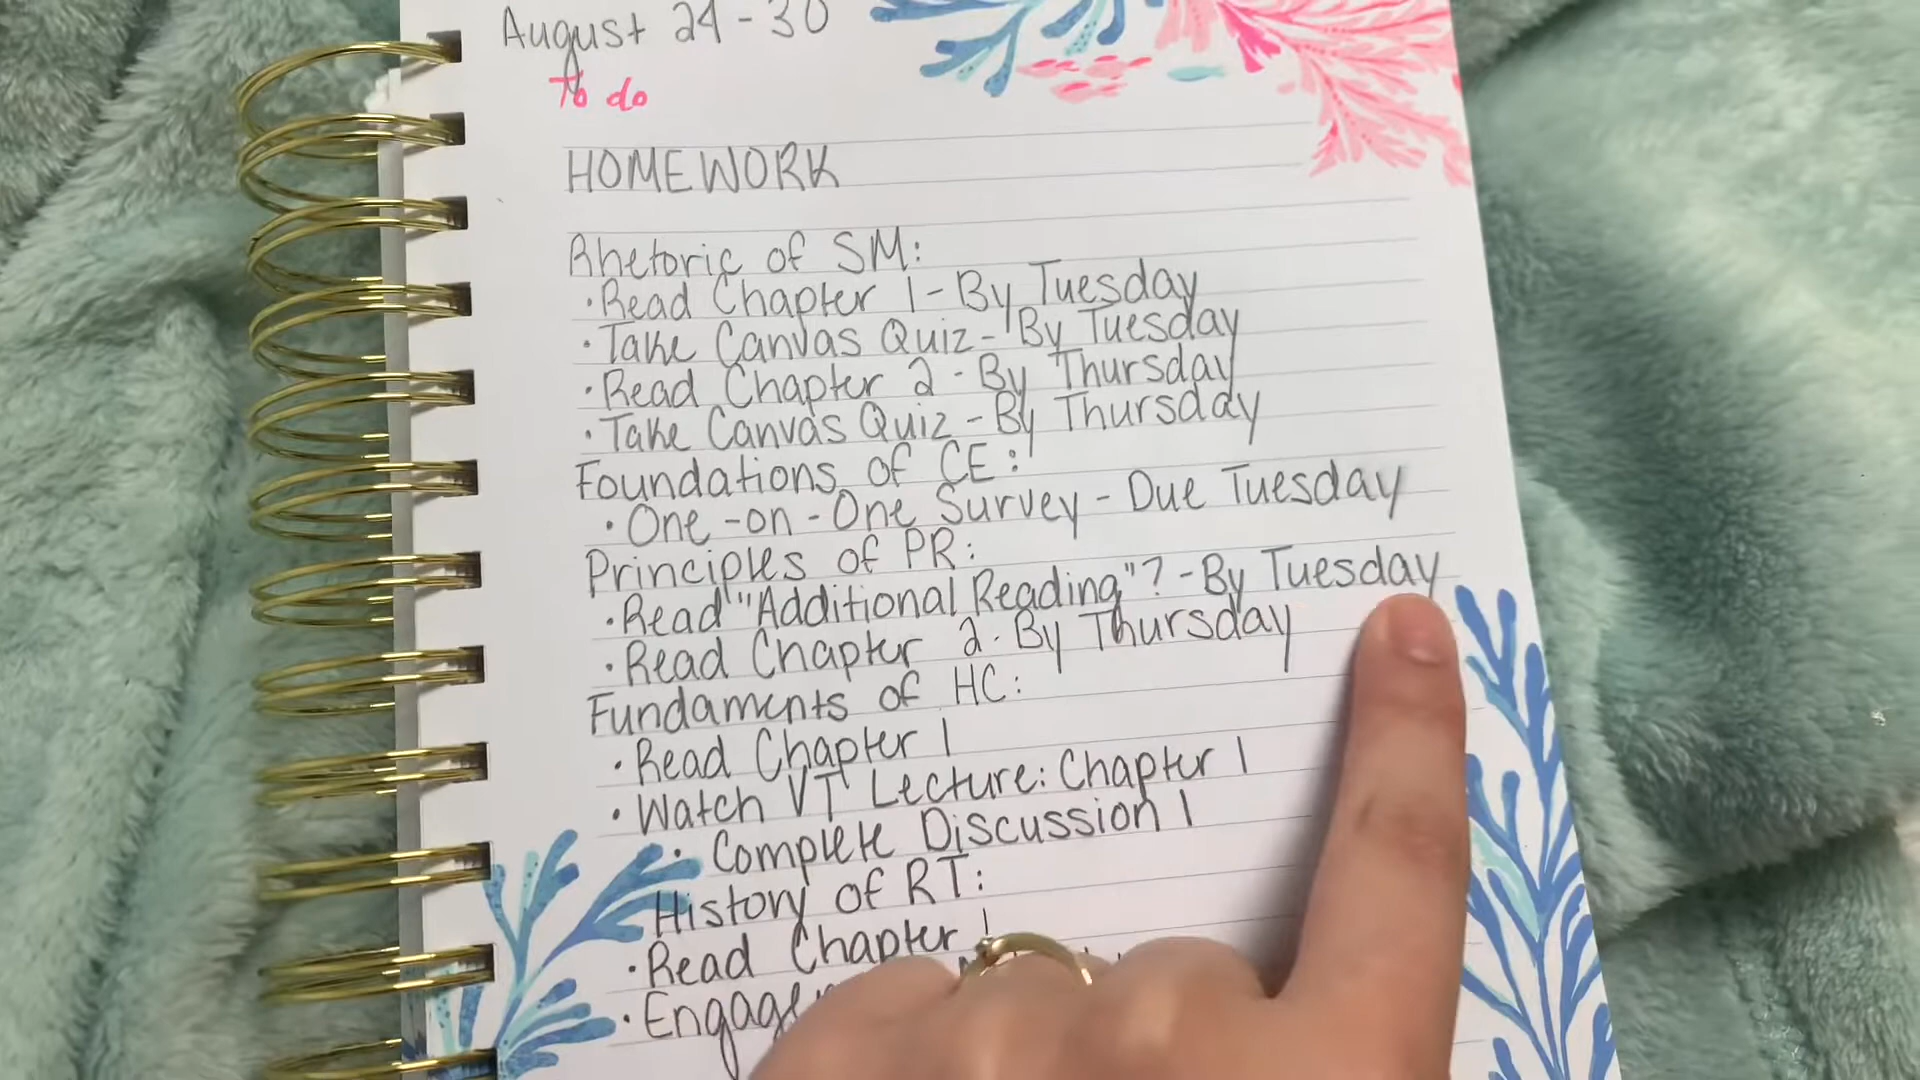 August 24-30
To do
HOMEWORK
Rhetoric of SM:
·Read Chapter 1- By Tuesday
·Take Canvas Quiz- By Tuesday
·Read Chapter 2 - By Thursday
·Take Canvas Quiz - By Thursday
Foundations of CE:
·One-on-One Survey - Due Tuesday
Principles of PR:
·Read "Additional Reading"? - By Tuesday
·Read Chapter 2 - By Thursday
Fundaments of HC:
·Read Chapter 1
·Watch VT Lecture: Chapter 1
·Complete Discussion 1
History of RT:
·Read Chapter 1